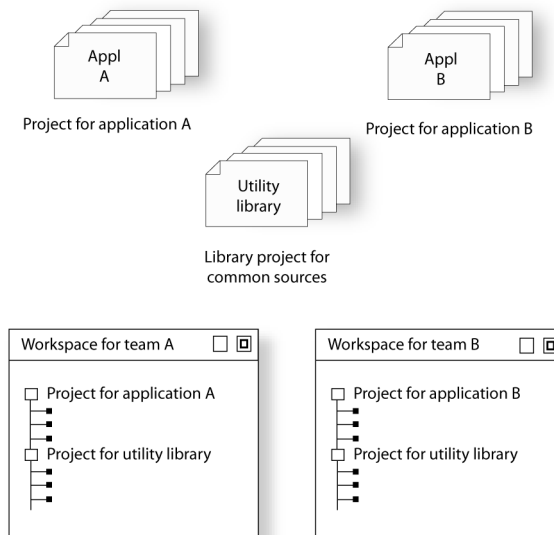 Appl
A
Appl
B
Project for application A
Project for application B
Utility
library
Library project for
common sources
Workspace for team A
Project for application A
Project for utility library
Workspace for team B
Project for application B
Project for utility library